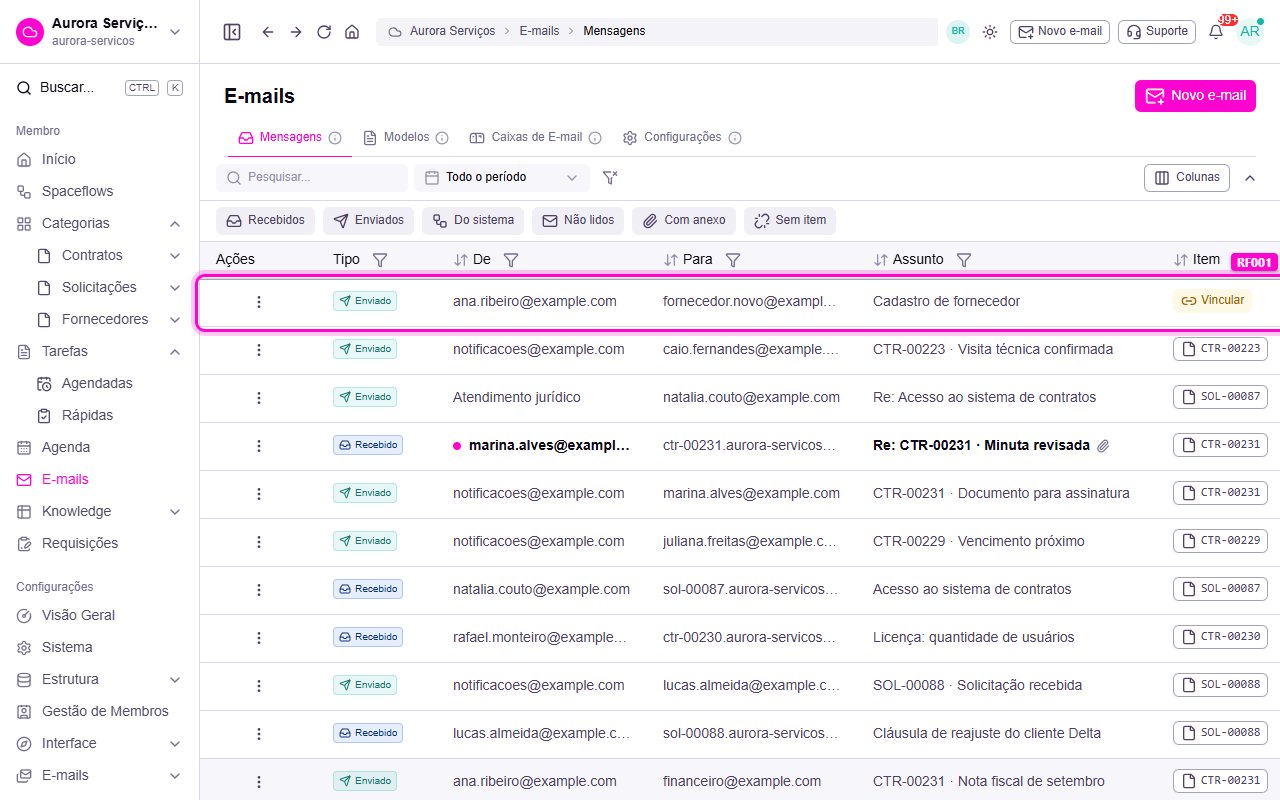 Aurora Serviç...
aurora-servicos
Aurora Serviços
E-mails
Mensagens
BR
Novo e-mail
Suporte
99+
AR
Buscar...
CTRL
K
E-mails
Novo e-mail
Membro
Início
Spaceflows
Categorias
Contratos
Solicitações
Fornecedores
Tarefas
Agendadas
Rápidas
Agenda
E-mails
Knowledge
Requisições
Configurações
Visão Geral
Sistema
Estrutura
Gestão de Membros
Interface
E-mails
Mensagens
Modelos
Caixas de E-mail
Configurações
Pesquisar...
Todo o período
Colunas
Recebidos
Enviados
Do sistema
Não lidos
Com anexo
Sem item
Ações Tipo De Para Assunto Item
RF001
Enviado ana.ribeiro@example.com fornecedor.novo@exampl... Cadastro de fornecedor Vincular
Enviado notificacoes@example.com caio.fernandes@example.... CTR-00223 · Visita técnica confirmada CTR-00223
Enviado Atendimento jurídico natalia.couto@example.com Re: Acesso ao sistema de contratos SOL-00087
Recebido marina.alves@exampl... ctr-00231.aurora-servicos... Re: CTR-00231 · Minuta revisada CTR-00231
Enviado notificacoes@example.com marina.alves@example.com CTR-00231 · Documento para assinatura CTR-00231
Enviado notificacoes@example.com juliana.freitas@example.c... CTR-00229 · Vencimento próximo CTR-00229
Recebido natalia.couto@example.com sol-00087.aurora-servicos... Acesso ao sistema de contratos SOL-00087
Recebido rafael.monteiro@example... ctr-00230.aurora-servicos... Licença: quantidade de usuários CTR-00230
Enviado notificacoes@example.com lucas.almeida@example.c... SOL-00088 · Solicitação recebida SOL-00088
Recebido lucas.almeida@example.c... sol-00088.aurora-servicos... Cláusula de reajuste do cliente Delta SOL-00088
Enviado ana.ribeiro@example.com financeiro@example.com CTR-00231 · Nota fiscal de setembro CTR-00231